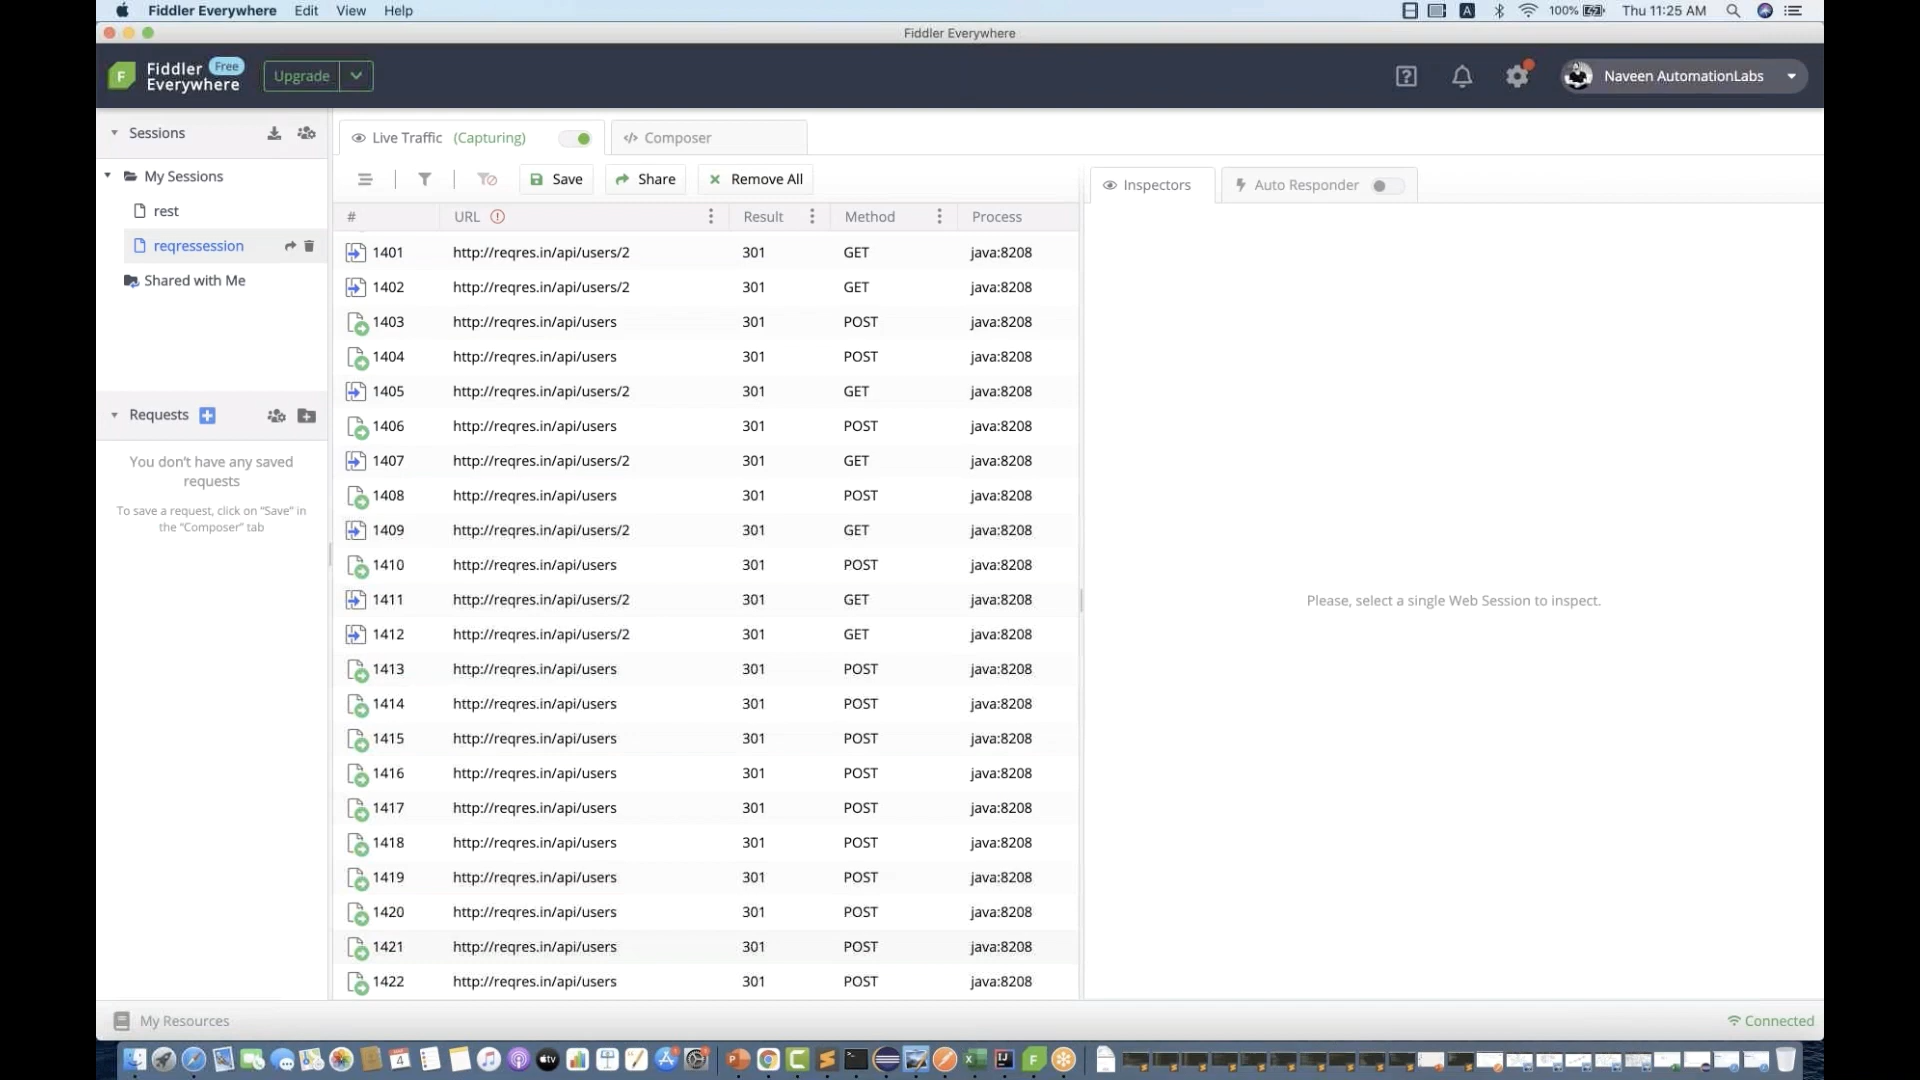 Fiddler Everywhere Edit View Help 100% Thu 11:25 AM
Fiddler Everywhere
Fiddler Everywhere Free Upgrade Naveen AutomationLabs
Sessions
Live Traffic (Capturing) Composer
My Sessions
Save Share Remove All
Inspectors Auto Responder
rest
reqressession
Shared with Me
# URL Result Method Process
1401 http://reqres.in/api/users/2 301 GET java:8208
1402 http://reqres.in/api/users/2 301 GET java:8208
1403 http://reqres.in/api/users 301 POST java:8208
1404 http://reqres.in/api/users 301 POST java:8208
1405 http://reqres.in/api/users/2 301 GET java:8208
1406 http://reqres.in/api/users 301 POST java:8208
1407 http://reqres.in/api/users/2 301 GET java:8208
1408 http://reqres.in/api/users 301 POST java:8208
1409 http://reqres.in/api/users/2 301 GET java:8208
1410 http://reqres.in/api/users 301 POST java:8208
1411 http://reqres.in/api/users/2 301 GET java:8208
1412 http://reqres.in/api/users/2 301 GET java:8208
1413 http://reqres.in/api/users 301 POST java:8208
1414 http://reqres.in/api/users 301 POST java:8208
1415 http://reqres.in/api/users 301 POST java:8208
1416 http://reqres.in/api/users 301 POST java:8208
1417 http://reqres.in/api/users 301 POST java:8208
1418 http://reqres.in/api/users 301 POST java:8208
1419 http://reqres.in/api/users 301 POST java:8208
1420 http://reqres.in/api/users 301 POST java:8208
1421 http://reqres.in/api/users 301 POST java:8208
1422 http://reqres.in/api/users 301 POST java:8208
Requests
You don't have any saved
requests
To save a request, click on "Save" in
the "Composer" tab
Please, select a single Web Session to inspect.
My Resources
Connected